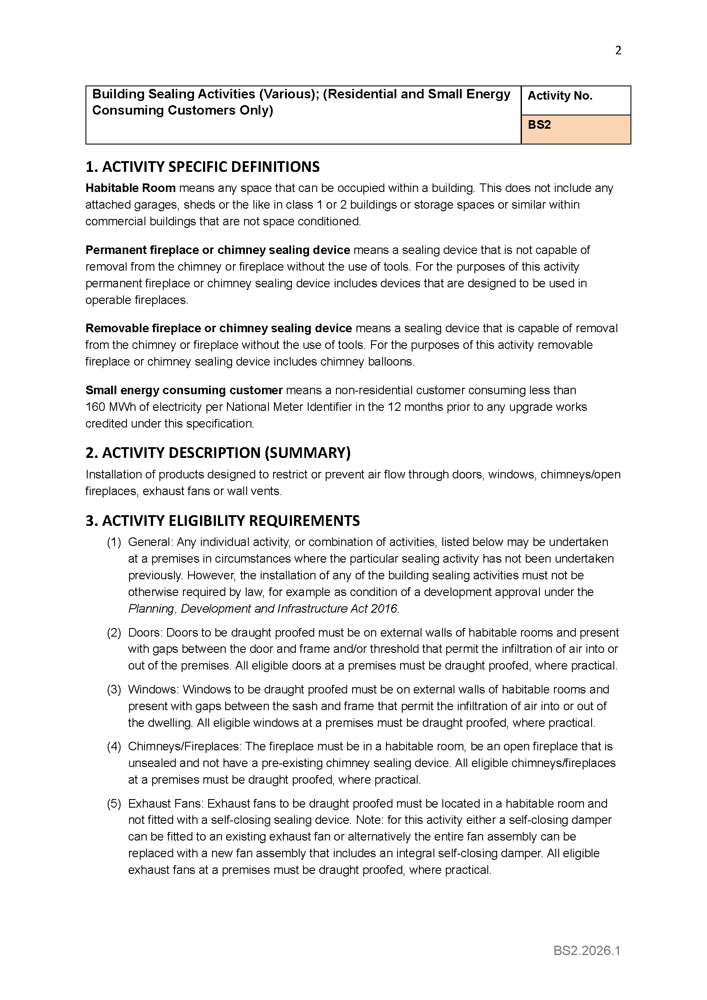 2
Building Sealing Activities (Various); (Residential and Small Energy
Consuming Customers Only)
Activity No.
BS2
1. ACTIVITY SPECIFIC DEFINITIONS
Habitable Room means any space that can be occupied within a building. This does not include any
attached garages, sheds or the like in class 1 or 2 buildings or storage spaces or similar within
commercial buildings that are not space conditioned.
Permanent fireplace or chimney sealing device means a sealing device that is not capable of
removal from the chimney or fireplace without the use of tools. For the purposes of this activity
permanent fireplace or chimney sealing device includes devices that are designed to be used in
operable fireplaces.
Removable fireplace or chimney sealing device means a sealing device that is capable of removal
from the chimney or fireplace without the use of tools. For the purposes of this activity removable
fireplace or chimney sealing device includes chimney balloons.
Small energy consuming customer means a non-residential customer consuming less than
160 MWh of electricity per National Meter Identifier in the 12 months prior to any upgrade works
credited under this specification.
2. ACTIVITY DESCRIPTION (SUMMARY)
Installation of products designed to restrict or prevent air flow through doors, windows, chimneys/open
fireplaces, exhaust fans or wall vents.
3. ACTIVITY ELIGIBILITY REQUIREMENTS
(1) General: Any individual activity, or combination of activities, listed below may be undertaken
at a premises in circumstances where the particular sealing activity has not been undertaken
previously. However, the installation of any of the building sealing activities must not be
otherwise required by law, for example as condition of a development approval under the
Planning, Development and Infrastructure Act 2016.
(2) Doors: Doors to be draught proofed must be on external walls of habitable rooms and present
with gaps between the door and frame and/or threshold that permit the infiltration of air into or
out of the premises. All eligible doors at a premises must be draught proofed, where practical.
(3) Windows: Windows to be draught proofed must be on external walls of habitable rooms and
present with gaps between the sash and frame that permit the infiltration of air into or out of
the dwelling. All eligible windows at a premises must be draught proofed, where practical.
(4) Chimneys/Fireplaces: The fireplace must be in a habitable room, be an open fireplace that is
unsealed and not have a pre-existing chimney sealing device. All eligible chimneys/fireplaces
at a premises must be draught proofed, where practical.
(5) Exhaust Fans: Exhaust fans to be draught proofed must be located in a habitable room and
not fitted with a self-closing sealing device. Note: for this activity either a self-closing damper
can be fitted to an existing exhaust fan or alternatively the entire fan assembly can be
replaced with a new fan assembly that includes an integral self-closing damper. All eligible
exhaust fans at a premises must be draught proofed, where practical.
BS2.2026.1